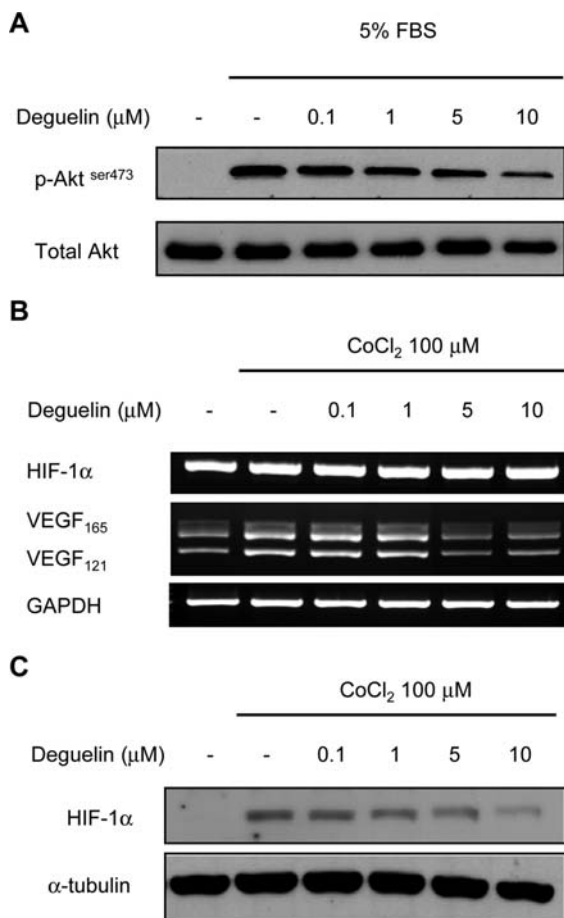 A
5% FBS
Deguelin (μM) - - 0.1 1 5 10
p-Akt ser473
Total Akt
B
CoCl2 100 μM
Deguelin (μM) - - 0.1 1 5 10
HIF-1α
VEGF165
VEGF121
GAPDH
C
CoCl2 100 μM
Deguelin (μM) - - 0.1 1 5 10
HIF-1α
α-tubulin